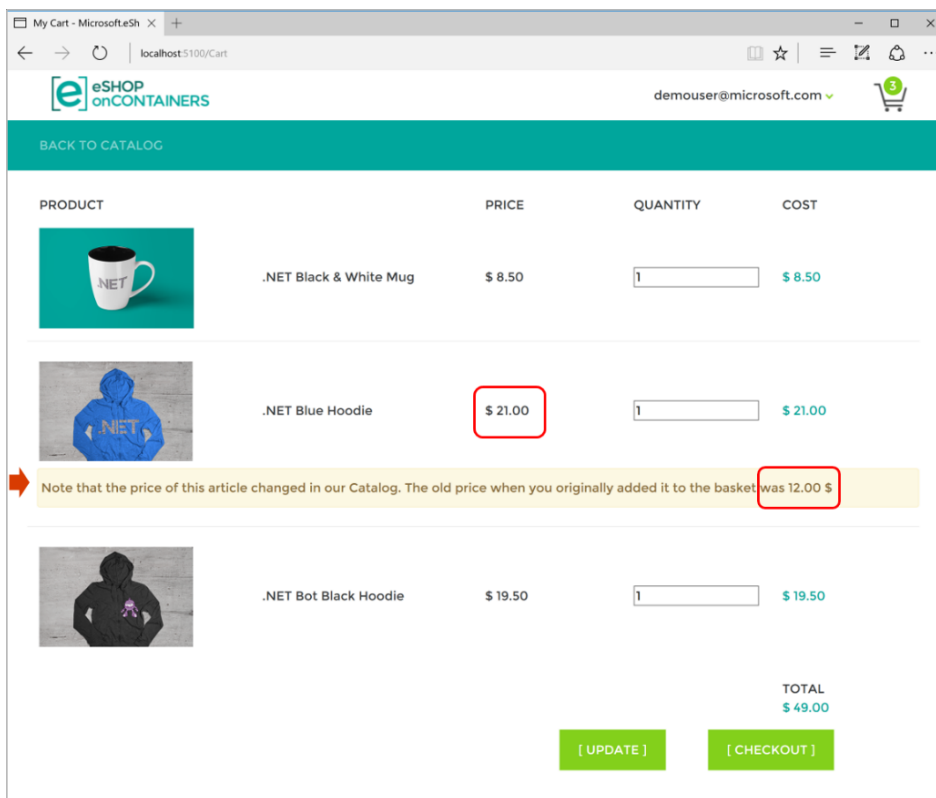 My Cart - Microsoft.eSh
localhost:5100/Cart
eSHOP
onCONTAINERS
demouser@microsoft.com
3
BACK TO CATALOG
PRODUCT PRICE QUANTITY COST
.NET
.NET Black & White Mug $ 8.50 1 $ 8.50
.NET
.NET Blue Hoodie $ 21.00 1 $ 21.00
Note that the price of this article changed in our Catalog. The old price when you originally added it to the basket was 12.00 $
.NET Bot Black Hoodie $ 19.50 1 $ 19.50
TOTAL
$ 49.00
[ UPDATE ] [ CHECKOUT ]